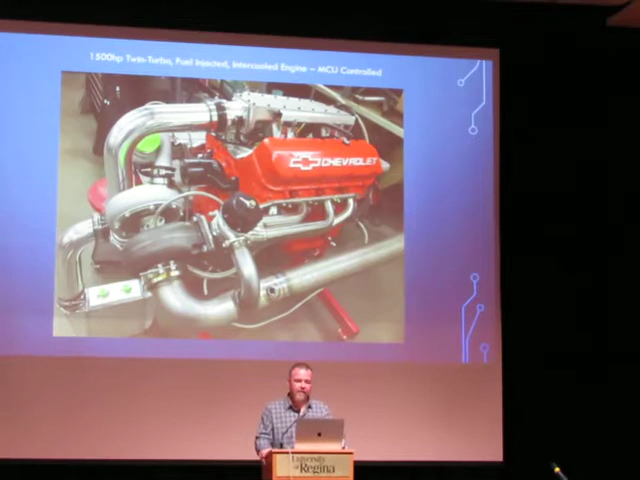 1500hp Twin-Turbo, Fuel Injected, Intercooled Engine – MCU Controlled
CHEVROLET
University
of Regina